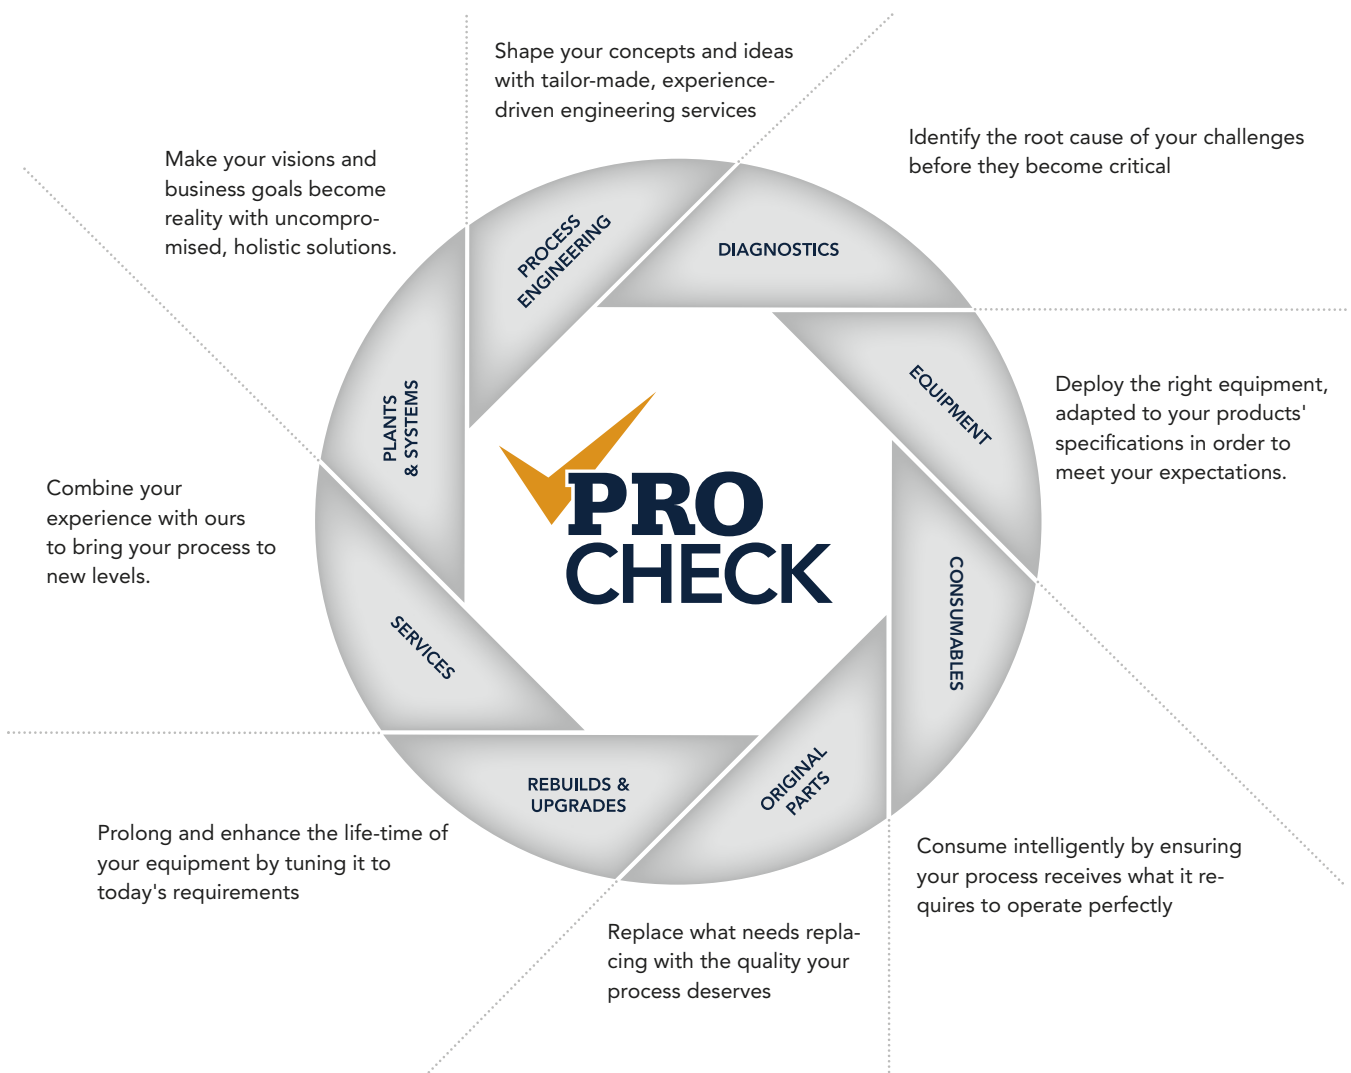 Shape your concepts and ideas
with tailor-made, experience-
driven engineering services
Identify the root cause of your challenges
before they become critical
Make your visions and
business goals become
reality with uncompro-
mised, holistic solutions.
PROCESS
ENGINEERING
DIAGNOSTICS
EQUIPMENT
Deploy the right equipment,
adapted to your products'
specifications in order to
meet your expectations.
PLANTS
& SYSTEMS
Combine your
experience with ours
to bring your process to
new levels.
PRO
CHECK
CONSUMABLES
SERVICES
REBUILDS &
UPGRADES
ORIGINAL
PARTS
Prolong and enhance the life-time of
your equipment by tuning it to
today's requirements
Consume intelligently by ensuring
your process receives what it re-
quires to operate perfectly
Replace what needs repla-
cing with the quality your
process deserves